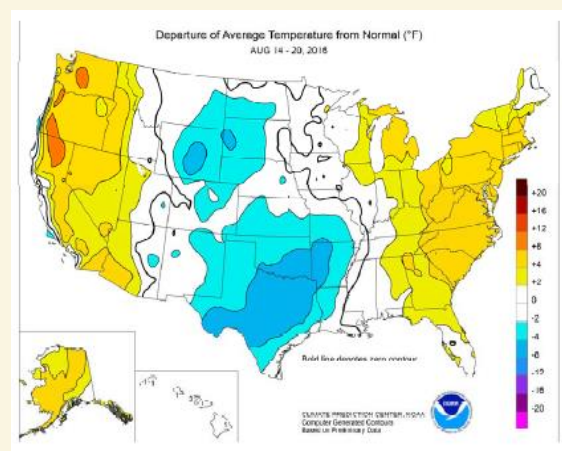 Departure of Average Temperature from Normal (°F)
AUG 14 - 20, 2016
+20
+16
+12
+8
+4
+2
0
-2
-4
-8
-12
-16
-20
Bold line denotes zero contour
CLIMATE PREDICTION CENTER, NOAA
Computer Generated Contours
Based on Preliminary Data
NOAA